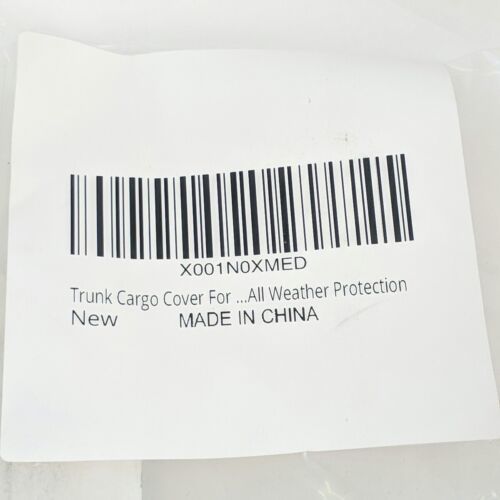 X001N0XMED
Trunk Cargo Cover For ...All Weather Protection
New MADE IN CHINA